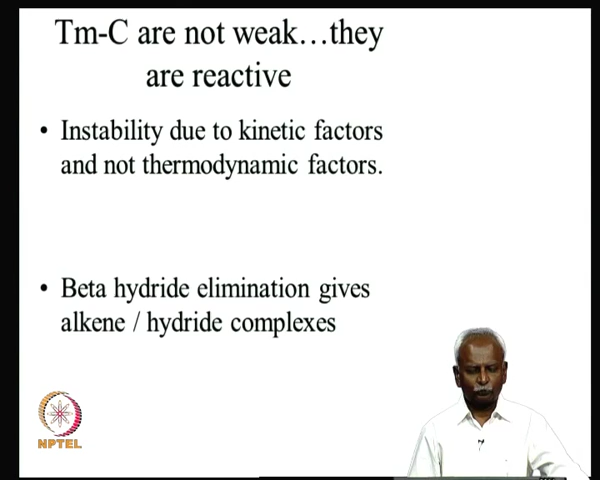 Tm-C are not weak…they
are reactive
• Instability due to kinetic factors
and not thermodynamic factors.
• Beta hydride elimination gives
alkene / hydride complexes
NPTEL